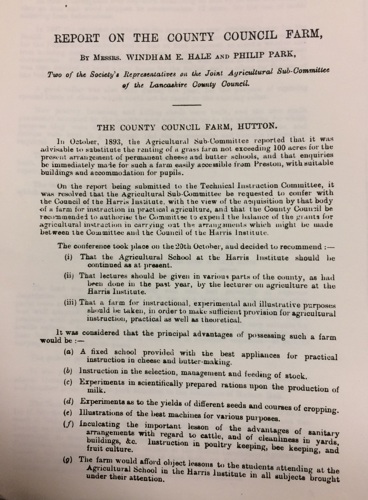 REPORT ON THE COUNTY COUNCIL FARM,
BY MESSRS. WINDHAM E. HALE AND PHILIP PARK,
Two of the Society's Representatives on the Joint Agricultural Sub-Committee
of the Lancashire County Council.
THE COUNTY COUNCIL FARM, HUTTON.
In October, 1893, the Agricultural Sub-Committee reported that it was
advisable to substitute the renting of a grass farm not exceeding 100 acres for the
present arrangement of permanent cheese and butter schools, and that enquiries
be immediately made for such a farm easily accessible from Preston, with suitable
buildings and accommodation for pupils.
On the report being submitted to the Technical Instruction Committee, it
was resolved that the Agricultural Sub-Committee be requested to confer with
the Council of the Harris Institute, with the view of the acquisition by that body
of a farm for instruction in practical agriculture, and that the County Council be
recommended to authorise the Committee to expend the balance of the grants for
agricultural instruction in carrying out the arrangements which might be made
between the Committee and the Council of the Harris Institute.
The conference took place on the 20th October, and decided to recommend :—
(i) That the Agricultural School at the Harris Institute should be
continued as at present.
(ii) That lectures should be given in various parts of the county, as had
been done in the past year, by the lecturer on agriculture at the
Harris Institute.
(iii) That a farm for instructional, experimental and illustrative purposes
should be taken, in order to make sufficient provision for agricultural
instruction, practical as well as theoretical.
It was considered that the principal advantages of possessing such a farm
would be :—
(a) A fixed school provided with the best appliances for practical
instruction in cheese and butter-making.
(b) Instruction in the selection, management and feeding of stock.
(c) Experiments in scientifically prepared rations upon the production of
milk.
(d) Experiments as to the yields of different seeds and courses of cropping.
(e) Illustrations of the best machines for various purposes.
(f) Inculcating the important lesson of the advantages of sanitary
arrangements with regard to cattle, and of cleanliness in yards,
buildings, &c. Instruction in poultry keeping, bee keeping, and
fruit culture.
(g) The farm would afford object lessons to the students attending at the
Agricultural School in the Harris Institute in all subjects brought
under their attention.